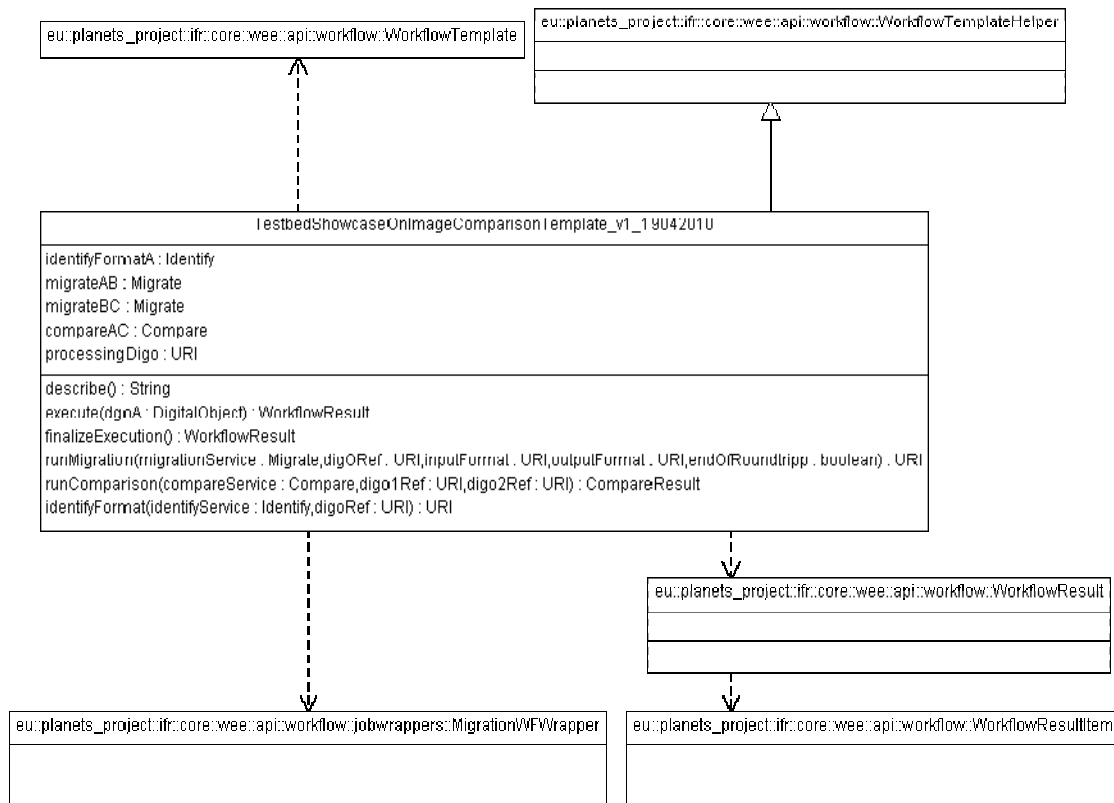 eu::planets_project::ifr::core::wee::api::workflow::WorkflowTemplate
eu::planets_project::ifr::core::wee::api::workflow::WorkflowTemplateHelper
TestbedShowcaseOnImageComparisonTemplate_v1_19042010
identifyFormatA : Identify
migrateAB : Migrate
migrateBC : Migrate
compareAC : Compare
processingDigo : URI
describe() : String
execute(dgoA : DigitalObject) : WorkflowResult
finalizeExecution() : WorkflowResult
runMigration(migrationService : Migrate,digORef : URI,inputFormat : URI,outputFormat : URI,endOfRoundtripp : boolean) : URI
runComparison(compareService : Compare,digo1Ref : URI,digo2Ref : URI) : CompareResult
identifyFormat(identifyService : Identify,digoRef : URI) : URI
eu::planets_project::ifr::core::wee::api::workflow::WorkflowResult
eu::planets_project::ifr::core::wee::api::workflow::jobwrappers::MigrationWFWrapper
eu::planets_project::ifr::core::wee::api::workflow::WorkflowResultItem